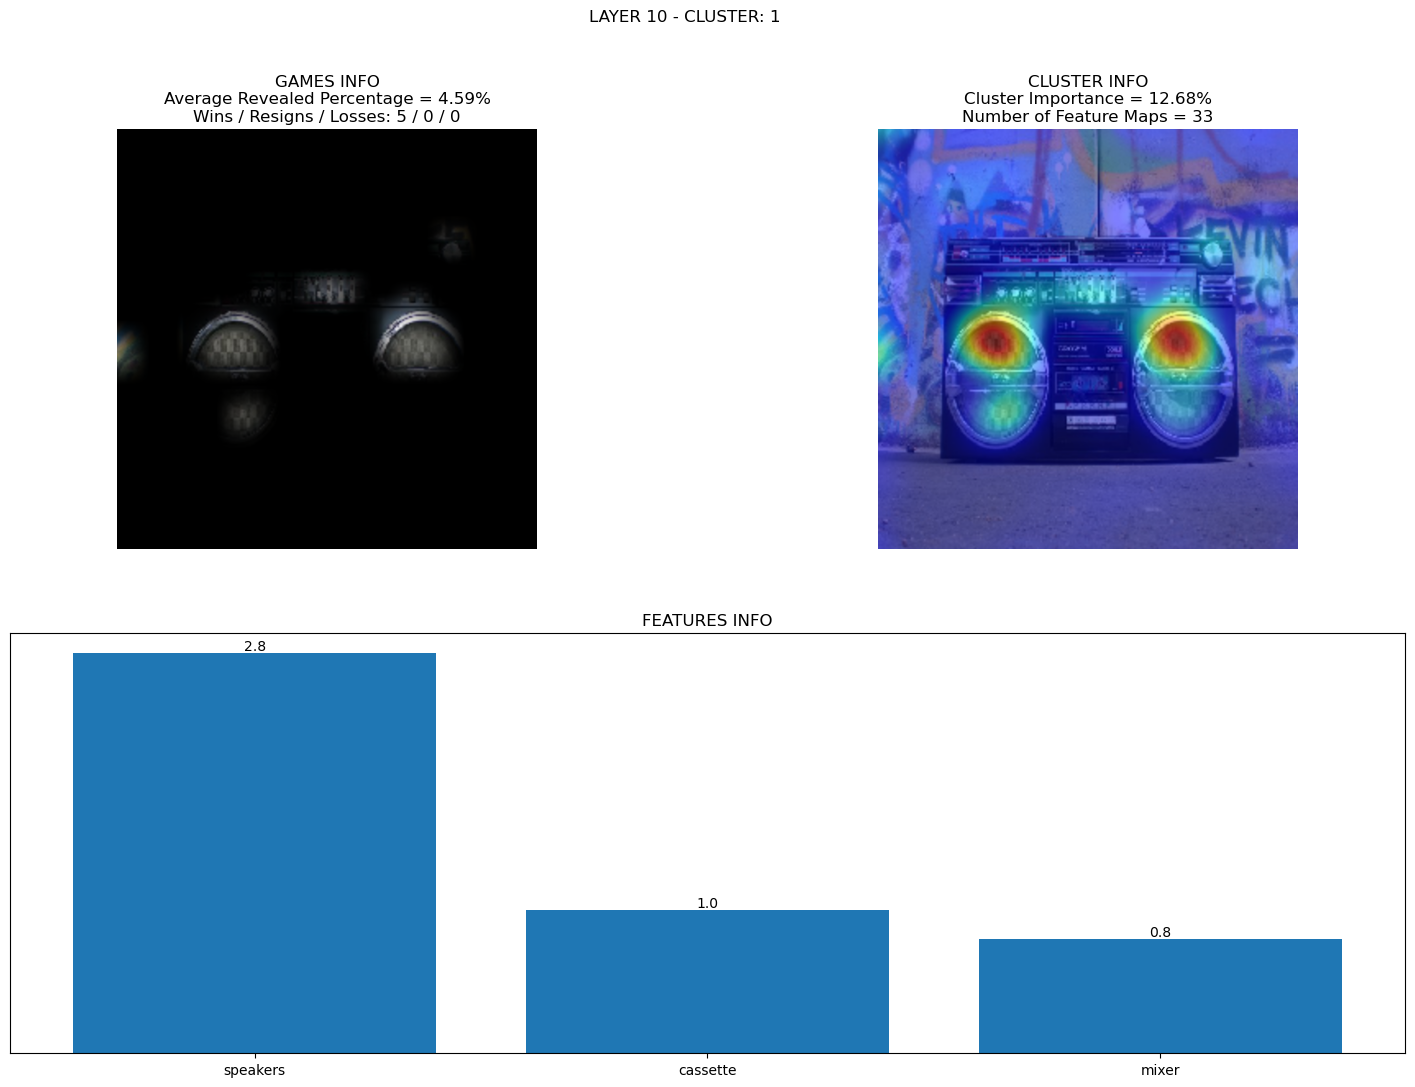 LAYER 10 - CLUSTER: 1
GAMES INFO
Average Revealed Percentage = 4.59%
Wins / Resigns / Losses: 5 / 0 / 0
CLUSTER INFO
Cluster Importance = 12.68%
Number of Feature Maps = 33
EVIN
ECH
FEATURES INFO
2.8
1.0
0.8
speakers
cassette
mixer